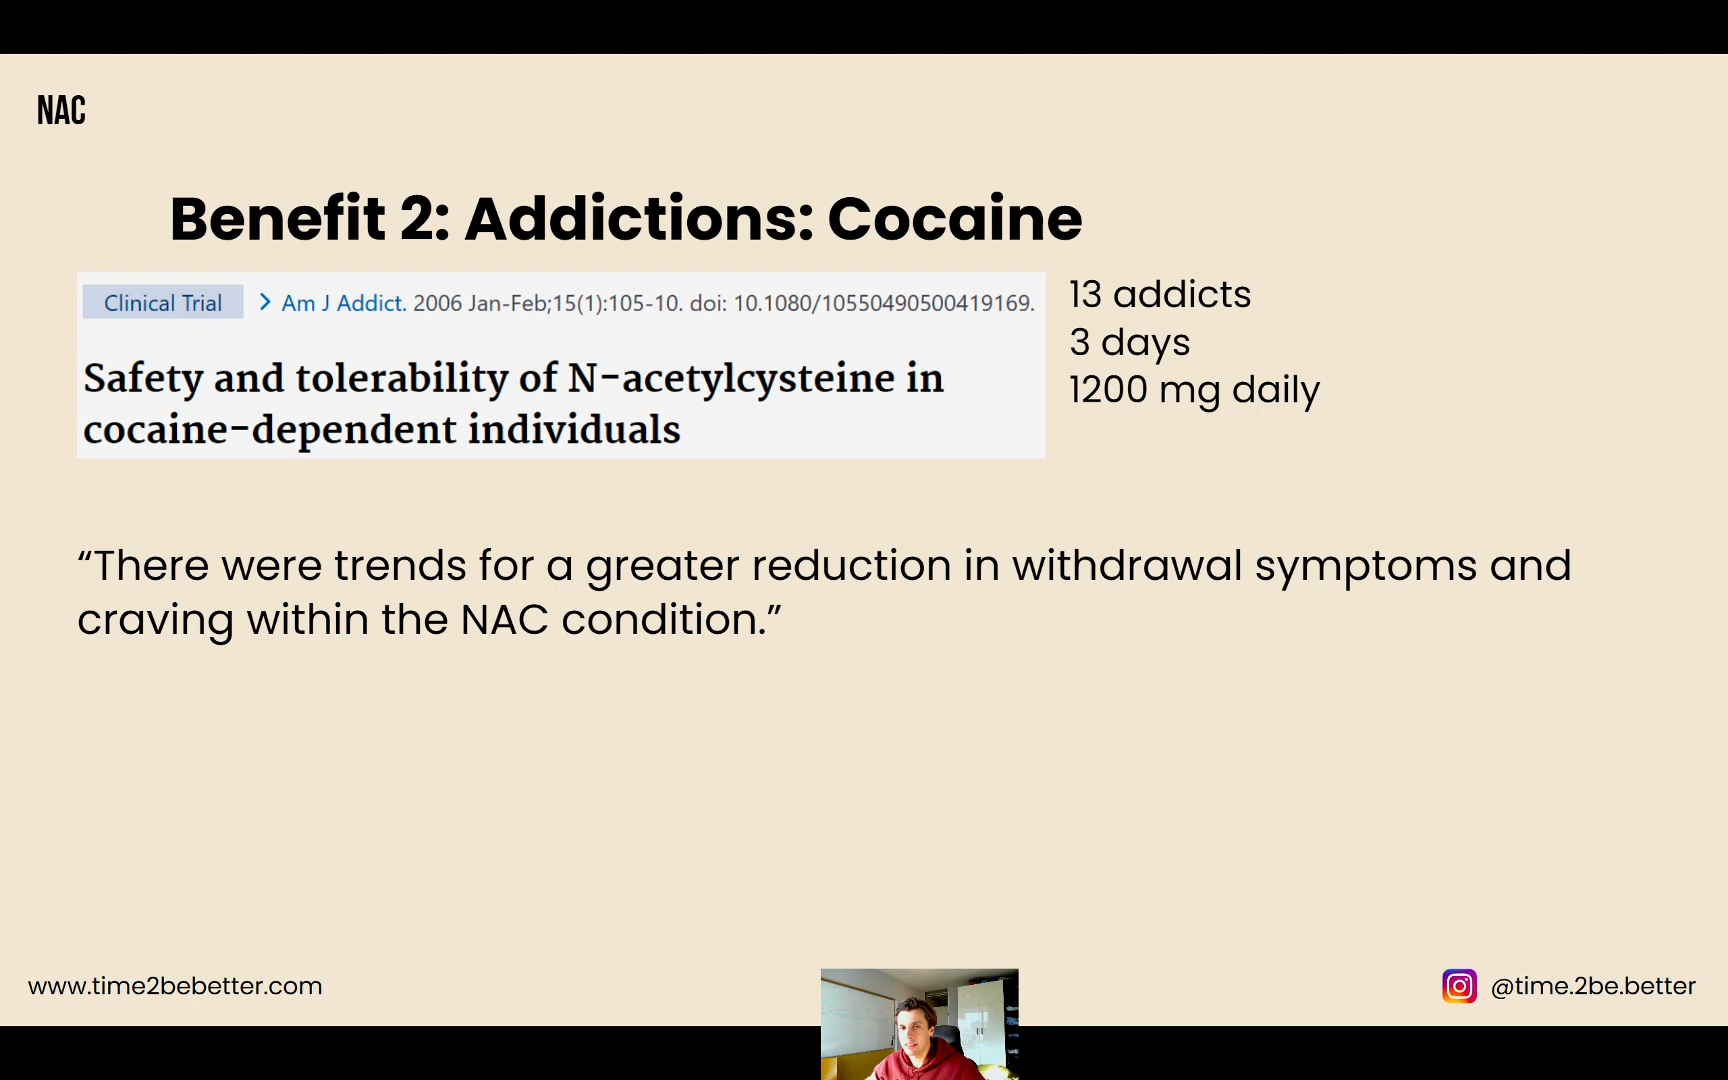 NAC
Benefit 2: Addictions: Cocaine
Clinical Trial > Am J Addict. 2006 Jan-Feb;15(1):105-10. doi: 10.1080/10550490500419169.
Safety and tolerability of N-acetylcysteine in
cocaine-dependent individuals
13 addicts
3 days
1200 mg daily
“There were trends for a greater reduction in withdrawal symptoms and
craving within the NAC condition.”
www.time2bebetter.com
@time.2be.better